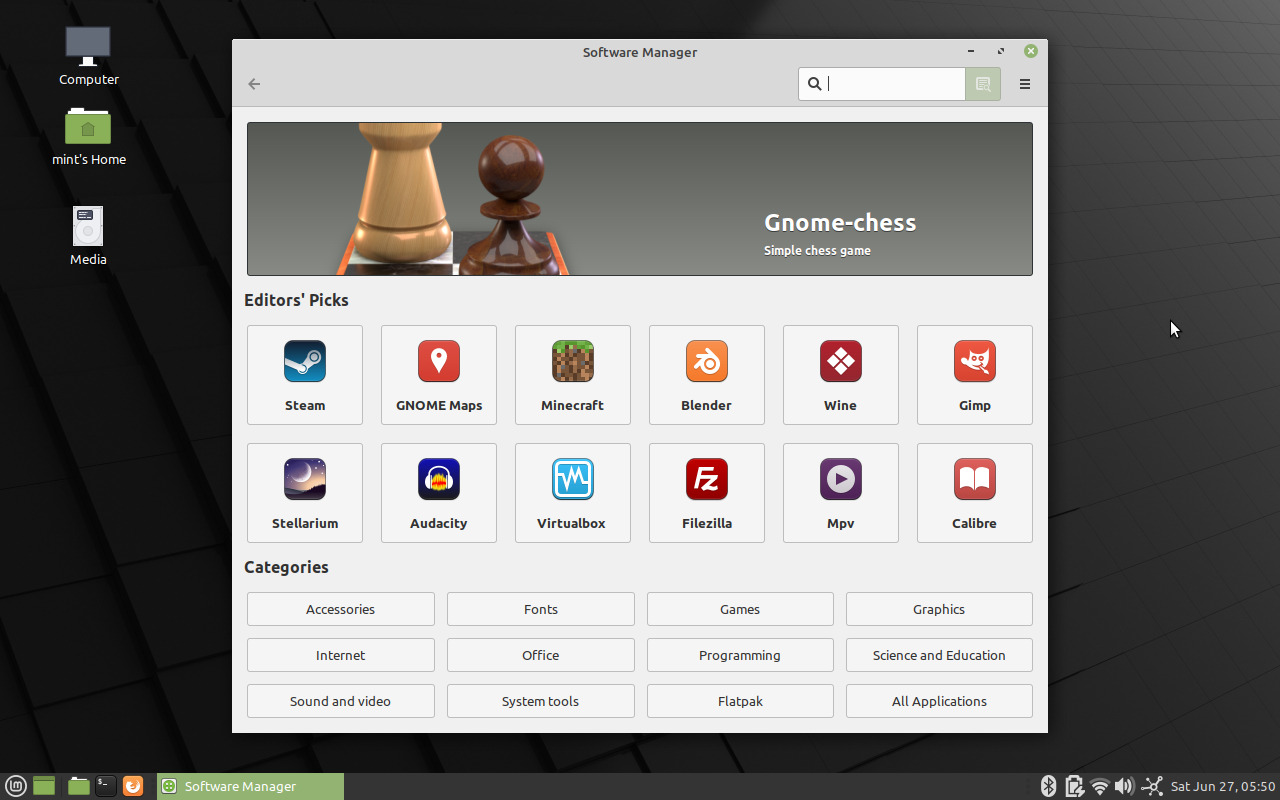 Computer
mint's Home
Media
Software Manager
Gnome-chess
Simple chess game
Editors' Picks
Steam
GNOME Maps
Minecraft
Blender
Wine
Gimp
Stellarium
Audacity
Virtualbox
Filezilla
Mpv
Calibre
Categories
Accessories
Fonts
Games
Graphics
Internet
Office
Programming
Science and Education
Sound and video
System tools
Flatpak
All Applications
Software Manager
Sat Jun 27, 05:50